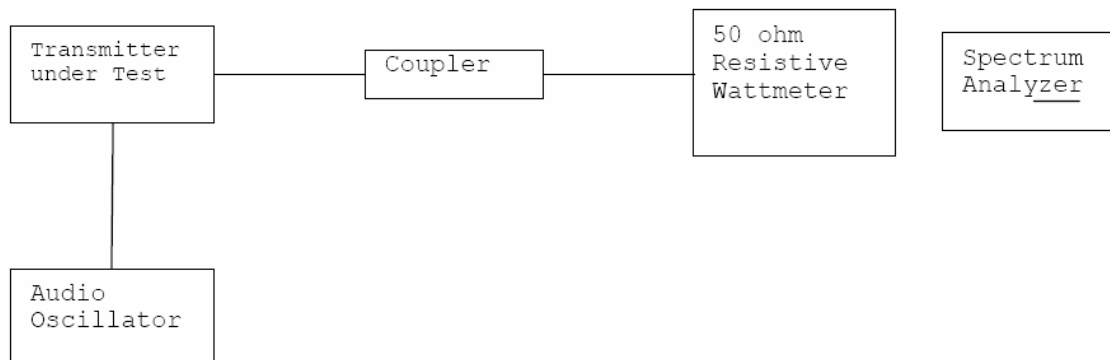 Transmitter
under Test
Coupler
50 ohm
Resistive
Wattmeter
Spectrum
Analyzer
Audio
Oscillator